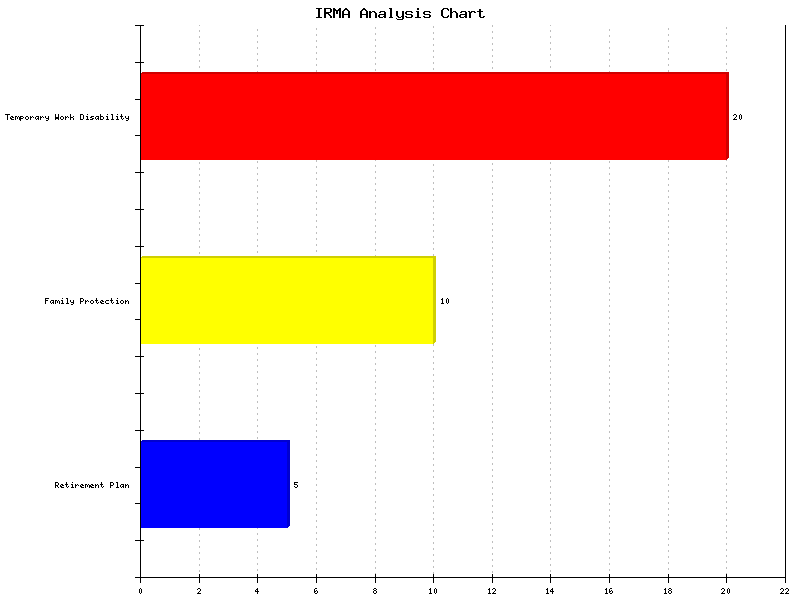 IRMA Analysis Chart
Temporary Work Disability
20
Family Protection
10
Retirement Plan
5
0 2 4 6 8 10 12 14 16 18 20 22